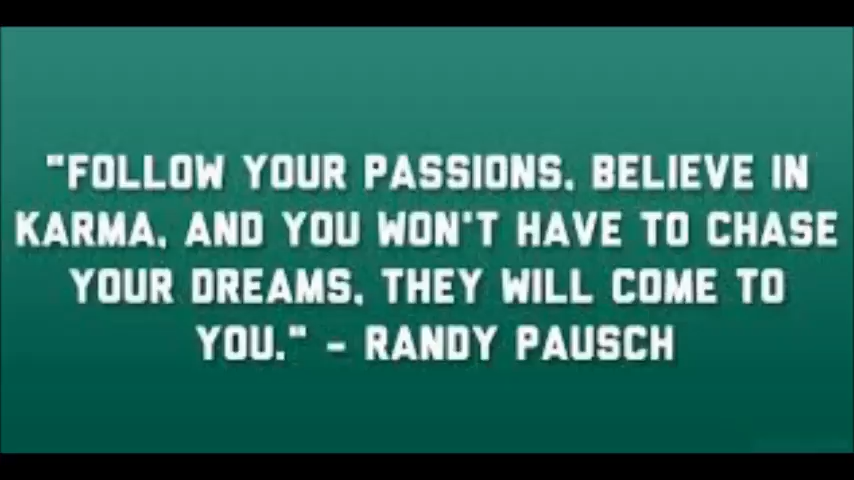 "FOLLOW YOUR PASSIONS, BELIEVE IN
KARMA, AND YOU WON'T HAVE TO CHASE
YOUR DREAMS, THEY WILL COME TO
YOU." - RANDY PAUSCH